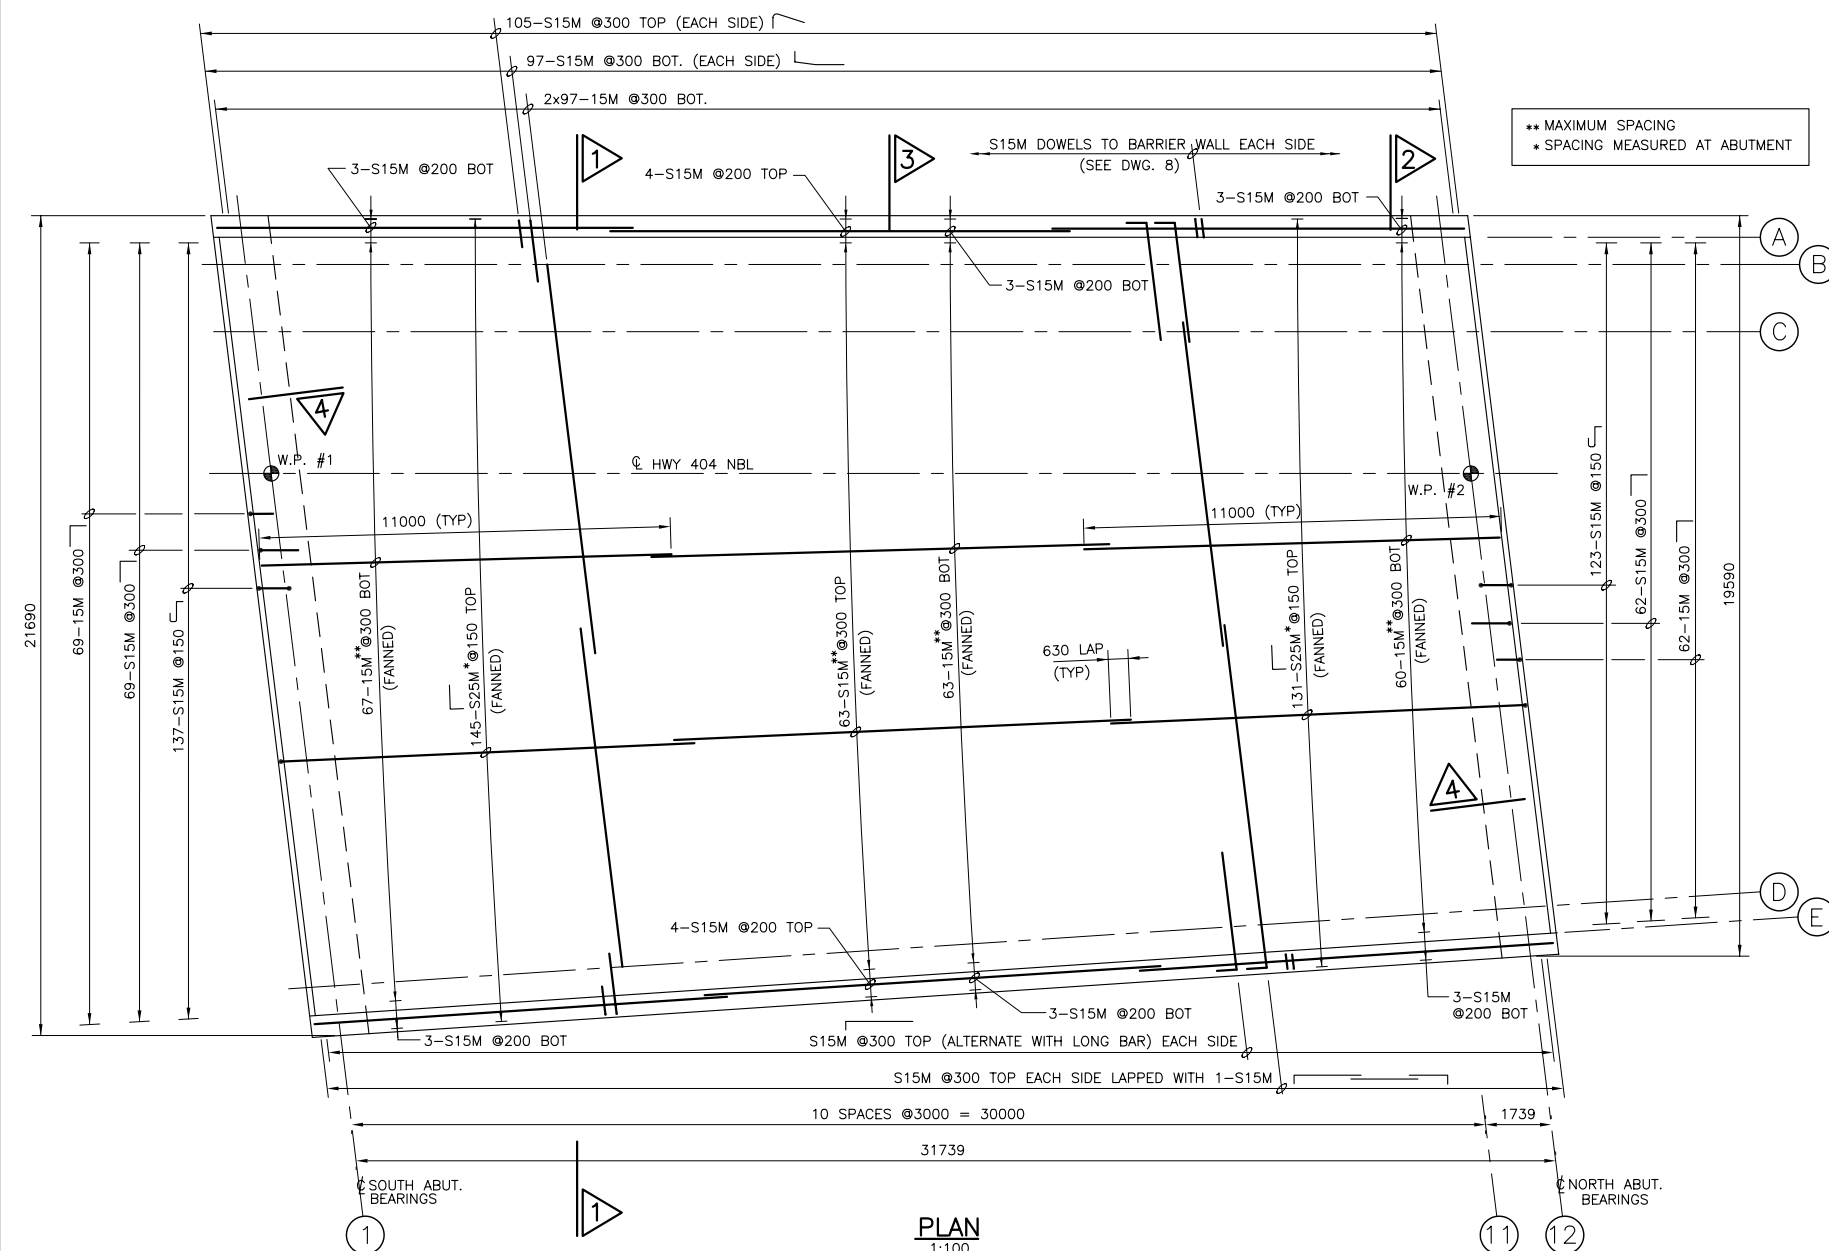 105-S15M @300 TOP (EACH SIDE)
97-S15M @300 BOT. (EACH SIDE)
2x97-15M @300 BOT.
** MAXIMUM SPACING
* SPACING MEASURED AT ABUTMENT
1
3
2
S15M DOWELS TO BARRIER WALL EACH SIDE
(SEE DWG. 8)
3-S15M @200 BOT
4-S15M @200 TOP
3-S15M @200 BOT
3-S15M @200 BOT
A
B
C
4
W.P. #1
℄ HWY 404 NBL
W.P. #2
11000 (TYP)
11000 (TYP)
21690
69-15M @300
69-S15M @300
137-S15M @150
67-15M** @300 BOT
(FANNED)
145-S25M* @150 TOP
(FANNED)
63-S15M** @300 TOP
(FANNED)
63-15M** @300 BOT
(FANNED)
630 LAP
(TYP)
131-S25M* @150 TOP
(FANNED)
60-15M** @300 BOT
(FANNED)
123-S15M @150
62-S15M @300
62-15M @300
19590
4
D
E
4-S15M @200 TOP
3-S15M @200 BOT
3-S15M @200 BOT
3-S15M
@200 BOT
S15M @300 TOP (ALTERNATE WITH LONG BAR) EACH SIDE
S15M @300 TOP EACH SIDE LAPPED WITH 1-S15M
10 SPACES @3000 = 30000
1739
31739
℄ SOUTH ABUT.
BEARINGS
℄ NORTH ABUT.
BEARINGS
1
1
11
12
PLAN
1:100